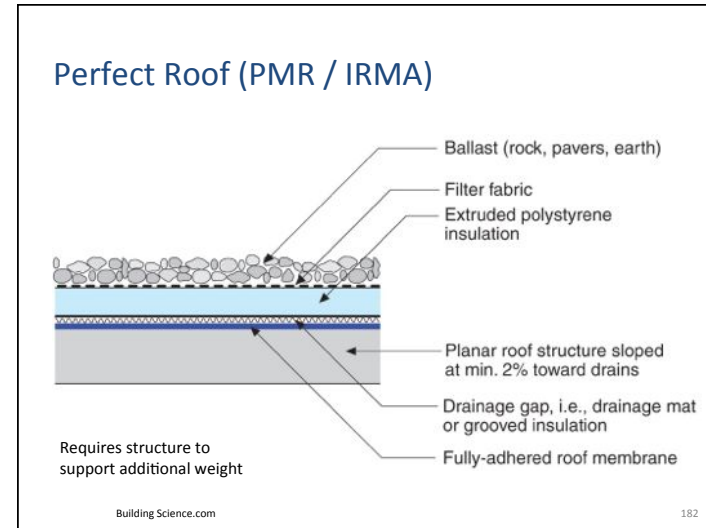 Perfect Roof (PMR / IRMA)
Ballast (rock, pavers, earth)
Filter fabric
Extruded polystyrene
insulation
Planar roof structure sloped
at min. 2% toward drains
Drainage gap, i.e., drainage mat
or grooved insulation
Fully-adhered roof membrane
Requires structure to
support additional weight
Building Science.com
182